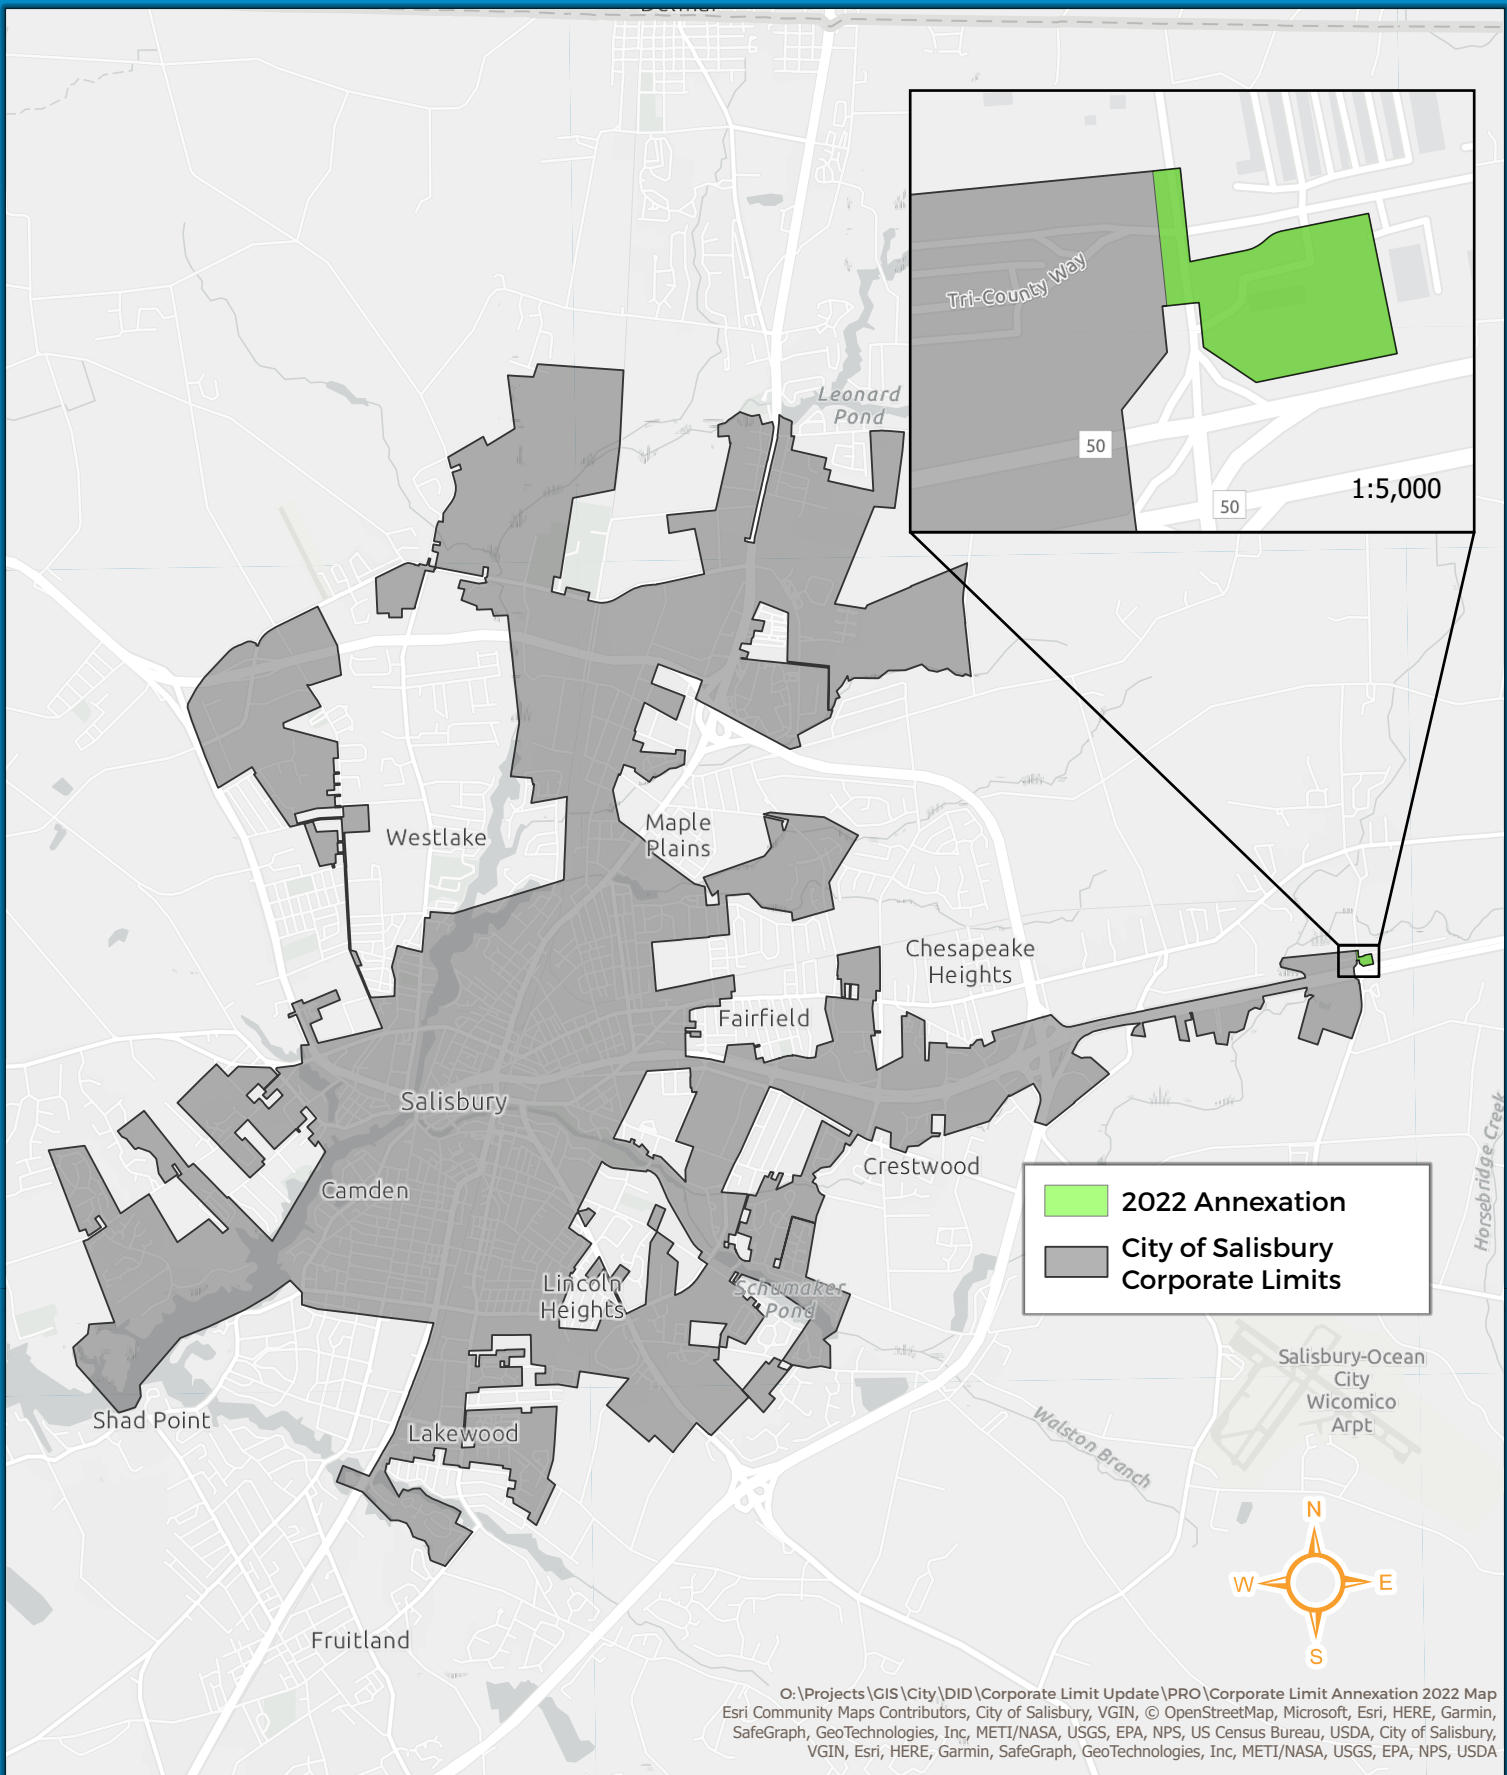 Delmar
Tri-County Way
50
50
1:5,000
Leonard
Pond
Westlake
Maple
Plains
Chesapeake
Heights
Fairfield
Salisbury
Camden
Crestwood
Lincoln
Heights
Schumaker
Pond
2022 Annexation
City of Salisbury
Corporate Limits
Horsebridge Creek
Salisbury-Ocean
City
Wicomico
Arpt
Shad Point
Lakewood
Walston Branch
Fruitland
N
W
E
S
O:\Projects\GIS\City\DID\Corporate Limit Update\PRO\Corporate Limit Annexation 2022 Map
Esri Community Maps Contributors, City of Salisbury, VGIN, © OpenStreetMap, Microsoft, Esri, HERE, Garmin,
SafeGraph, GeoTechnologies, Inc, METI/NASA, USGS, EPA, NPS, US Census Bureau, USDA, City of Salisbury,
VGIN, Esri, HERE, Garmin, SafeGraph, GeoTechnologies, Inc, METI/NASA, USGS, EPA, NPS, USDA